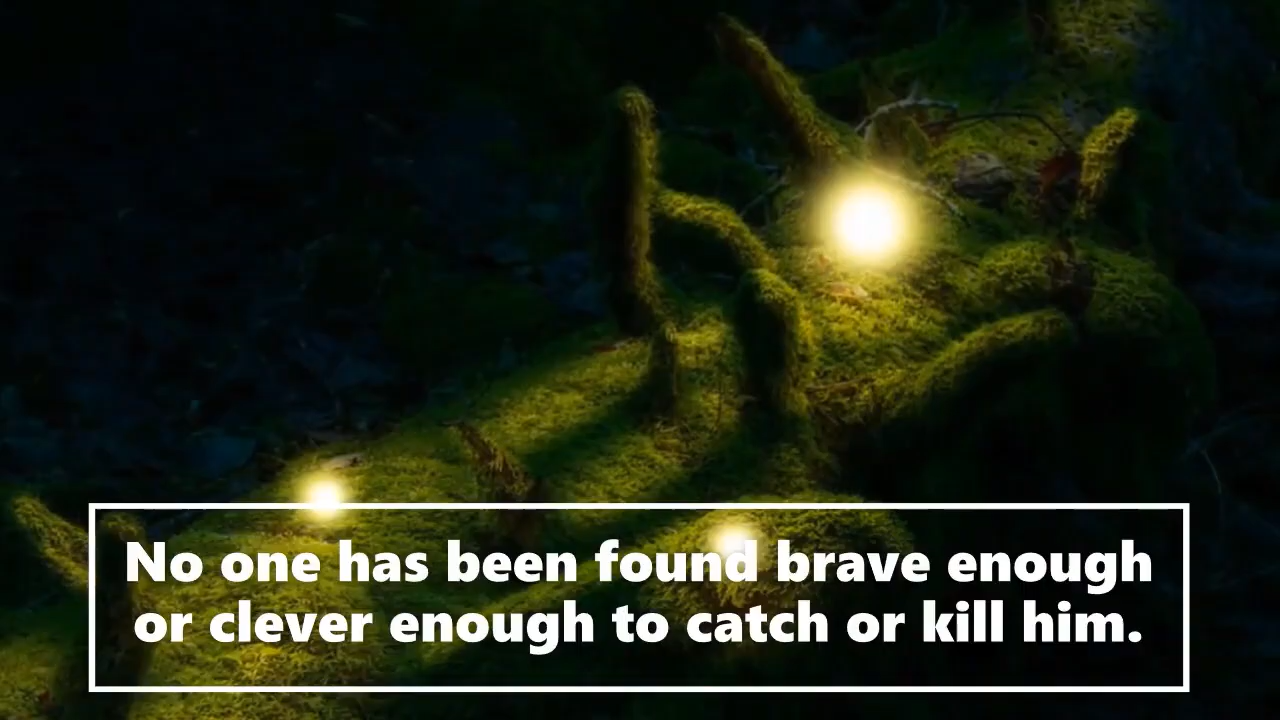 No one has been found brave enough
or clever enough to catch or kill him.